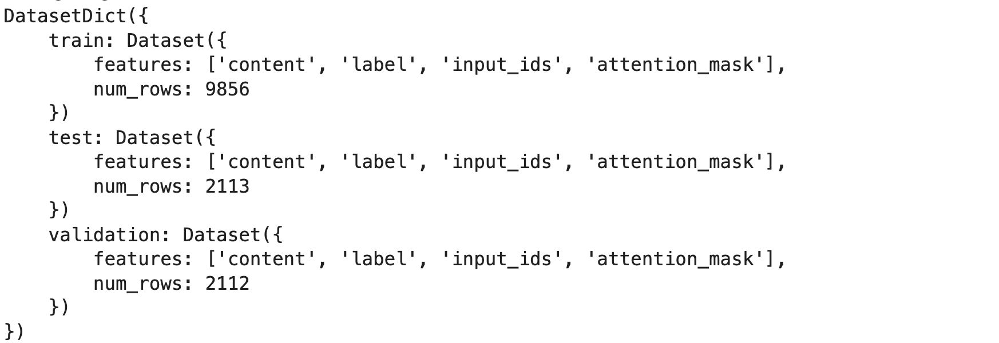 DatasetDict({
    train: Dataset({
        features: ['content', 'label', 'input_ids', 'attention_mask'],
        num_rows: 9856
    })
    test: Dataset({
        features: ['content', 'label', 'input_ids', 'attention_mask'],
        num_rows: 2113
    })
    validation: Dataset({
        features: ['content', 'label', 'input_ids', 'attention_mask'],
        num_rows: 2112
    })
})